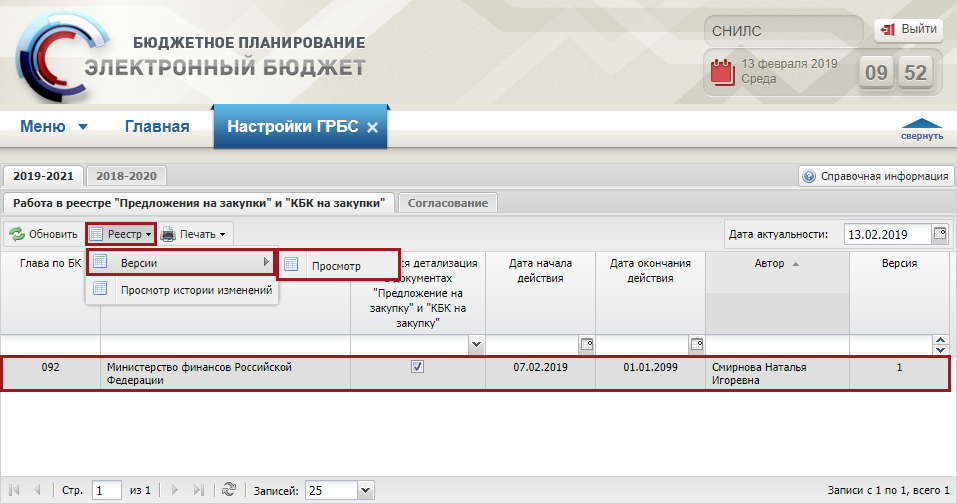 БЮДЖЕТНОЕ ПЛАНИРОВАНИЕ
ЭЛЕКТРОННЫЙ БЮДЖЕТ
СНИЛС
Выйти
13 февраля 2019
Среда
09 52
Меню
Главная
Настройки ГРБС
свернуть
2019-2021
2018-2020
Справочная информация
Работа в реестре "Предложения на закупки" и "КБК на закупки"
Согласование
Обновить
Реестр
Печать
Дата актуальности:
13.02.2019
Версии
Просмотр
Просмотр истории изменений
Глава по БК
детализация
документах
"Предложение на
закупку" и "КБК на
закупку"
Дата начала
действия
Дата окончания
действия
Автор
Версия
092
Министерство финансов Российской
Федерации
07.02.2019
01.01.2099
Смирнова Наталья
Игоревна
1
Стр.
1
из 1
Записей:
25
Записи с 1 по 1, всего 1